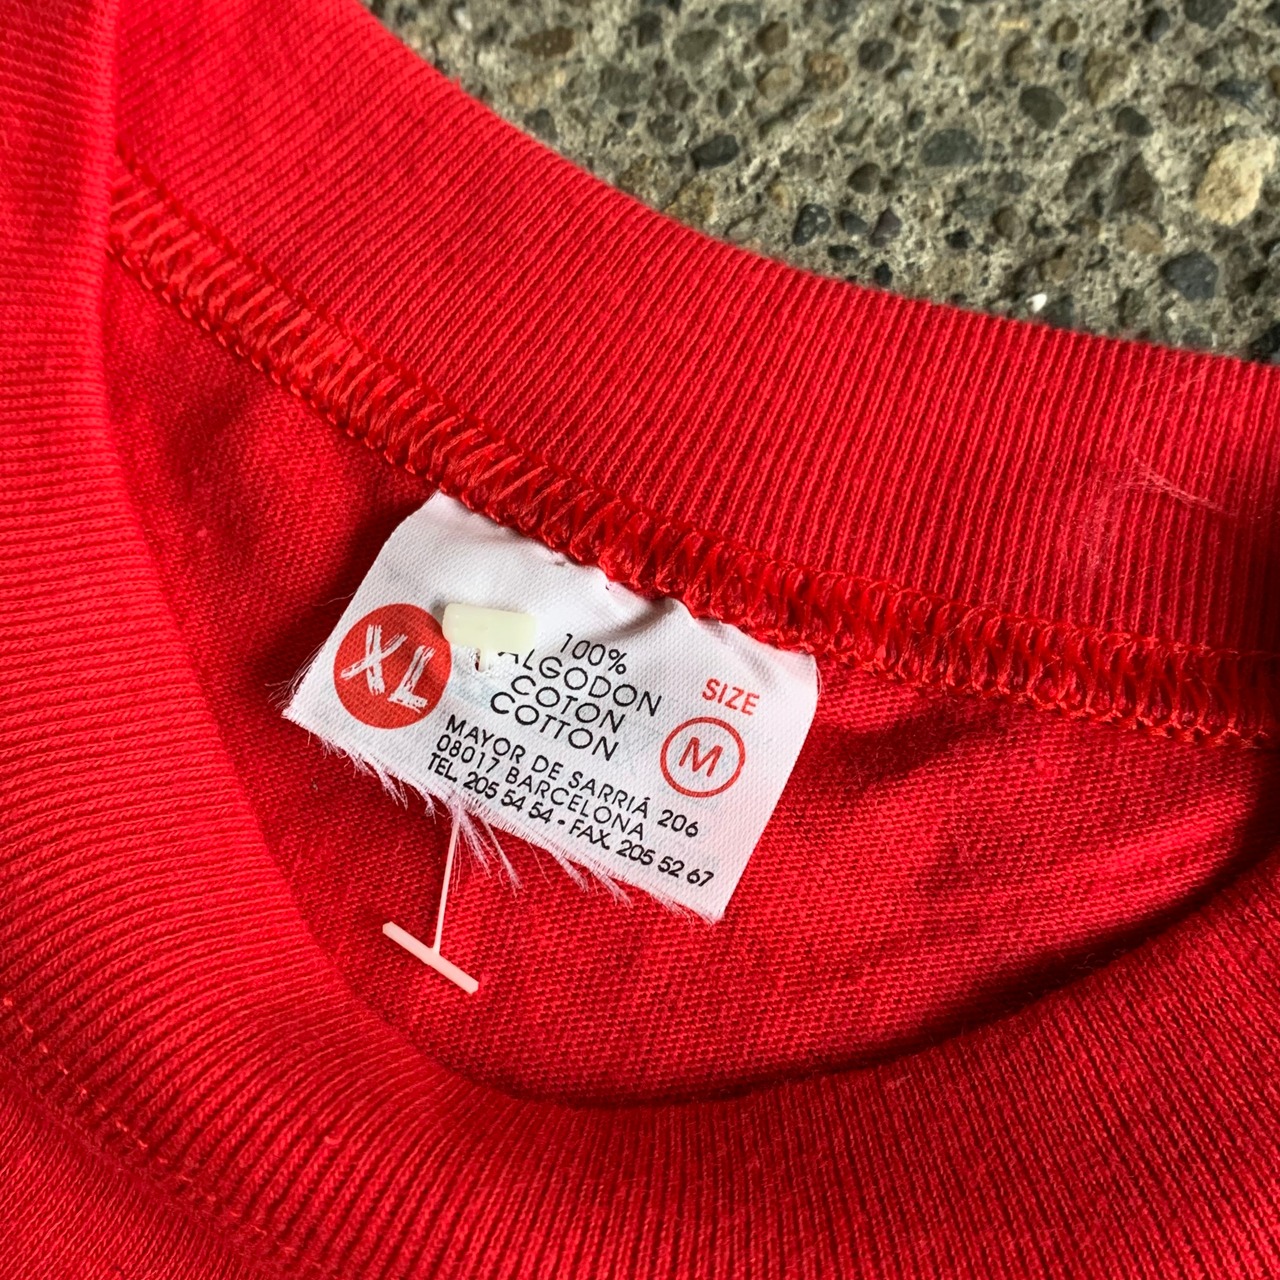 XL
100%
ALGODON
COTON
COTTON
SIZE
M
MAYOR DE SARRIÁ 206
08017 BARCELONA
TEL. 205 54 54 • FAX. 205 52 67